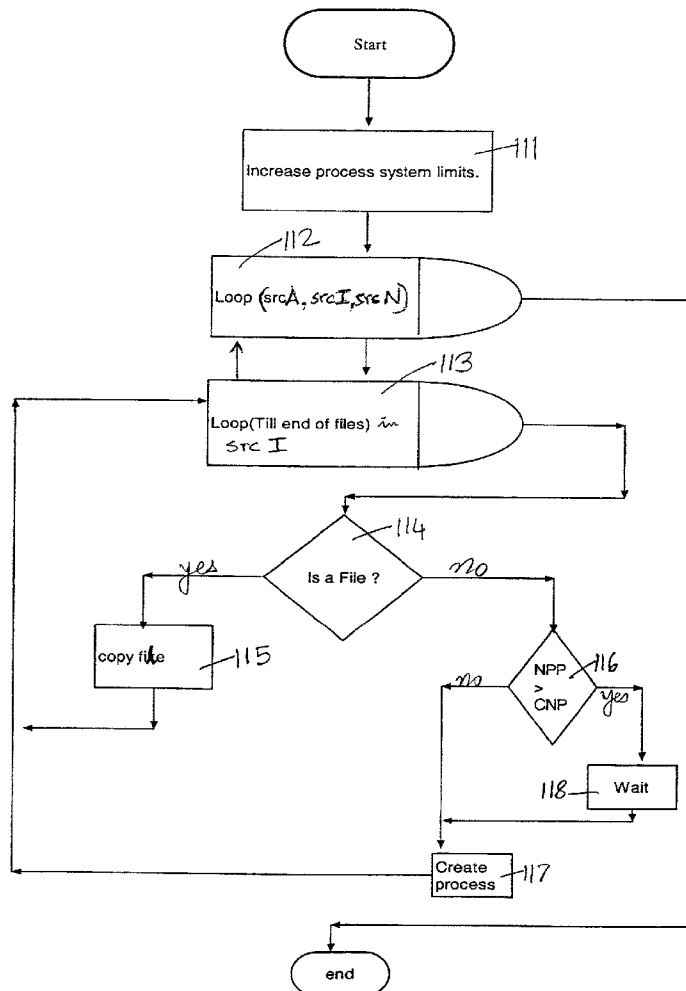 Start
111
Increase process system limits.
112
Loop (srcA, srcI, srcN)
113
Loop(Till end of files) in
src I
114
Is a File ?
yes
no
copy file
115
NPP
>
CNP
116
no
yes
118
Wait
Create
process
117
end